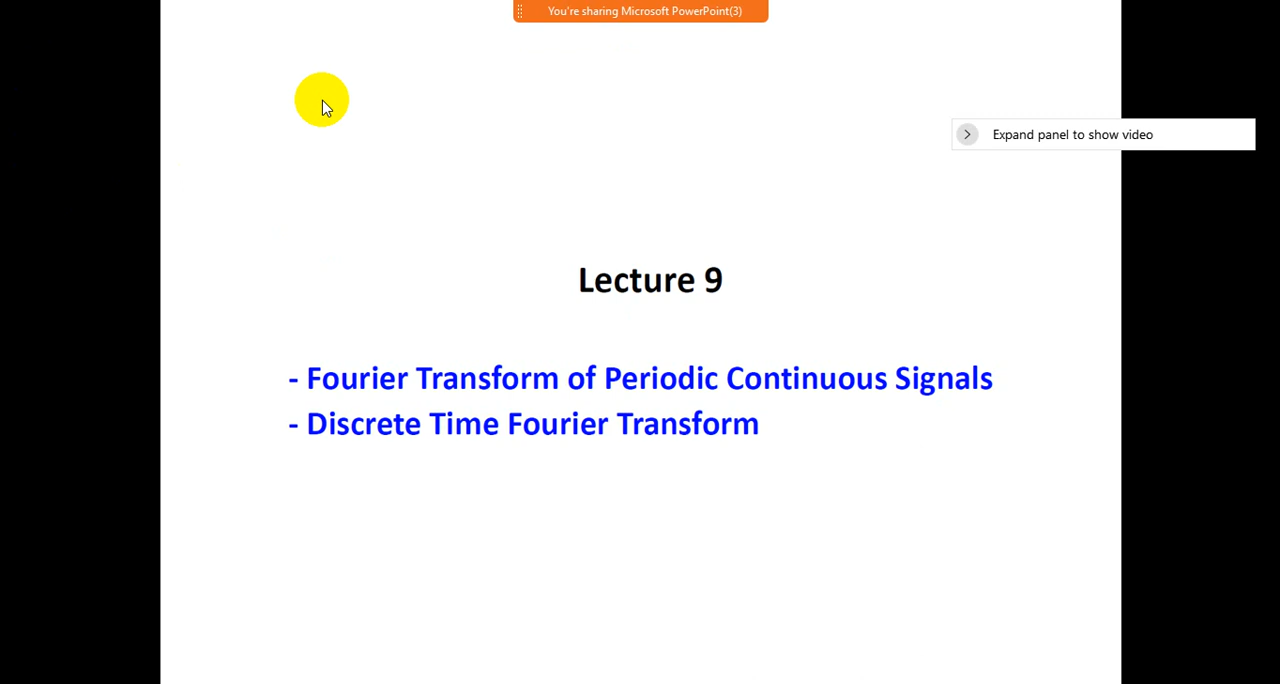 You're sharing Microsoft PowerPoint(3)
Expand panel to show video
Lecture 9
- Fourier Transform of Periodic Continuous Signals
- Discrete Time Fourier Transform